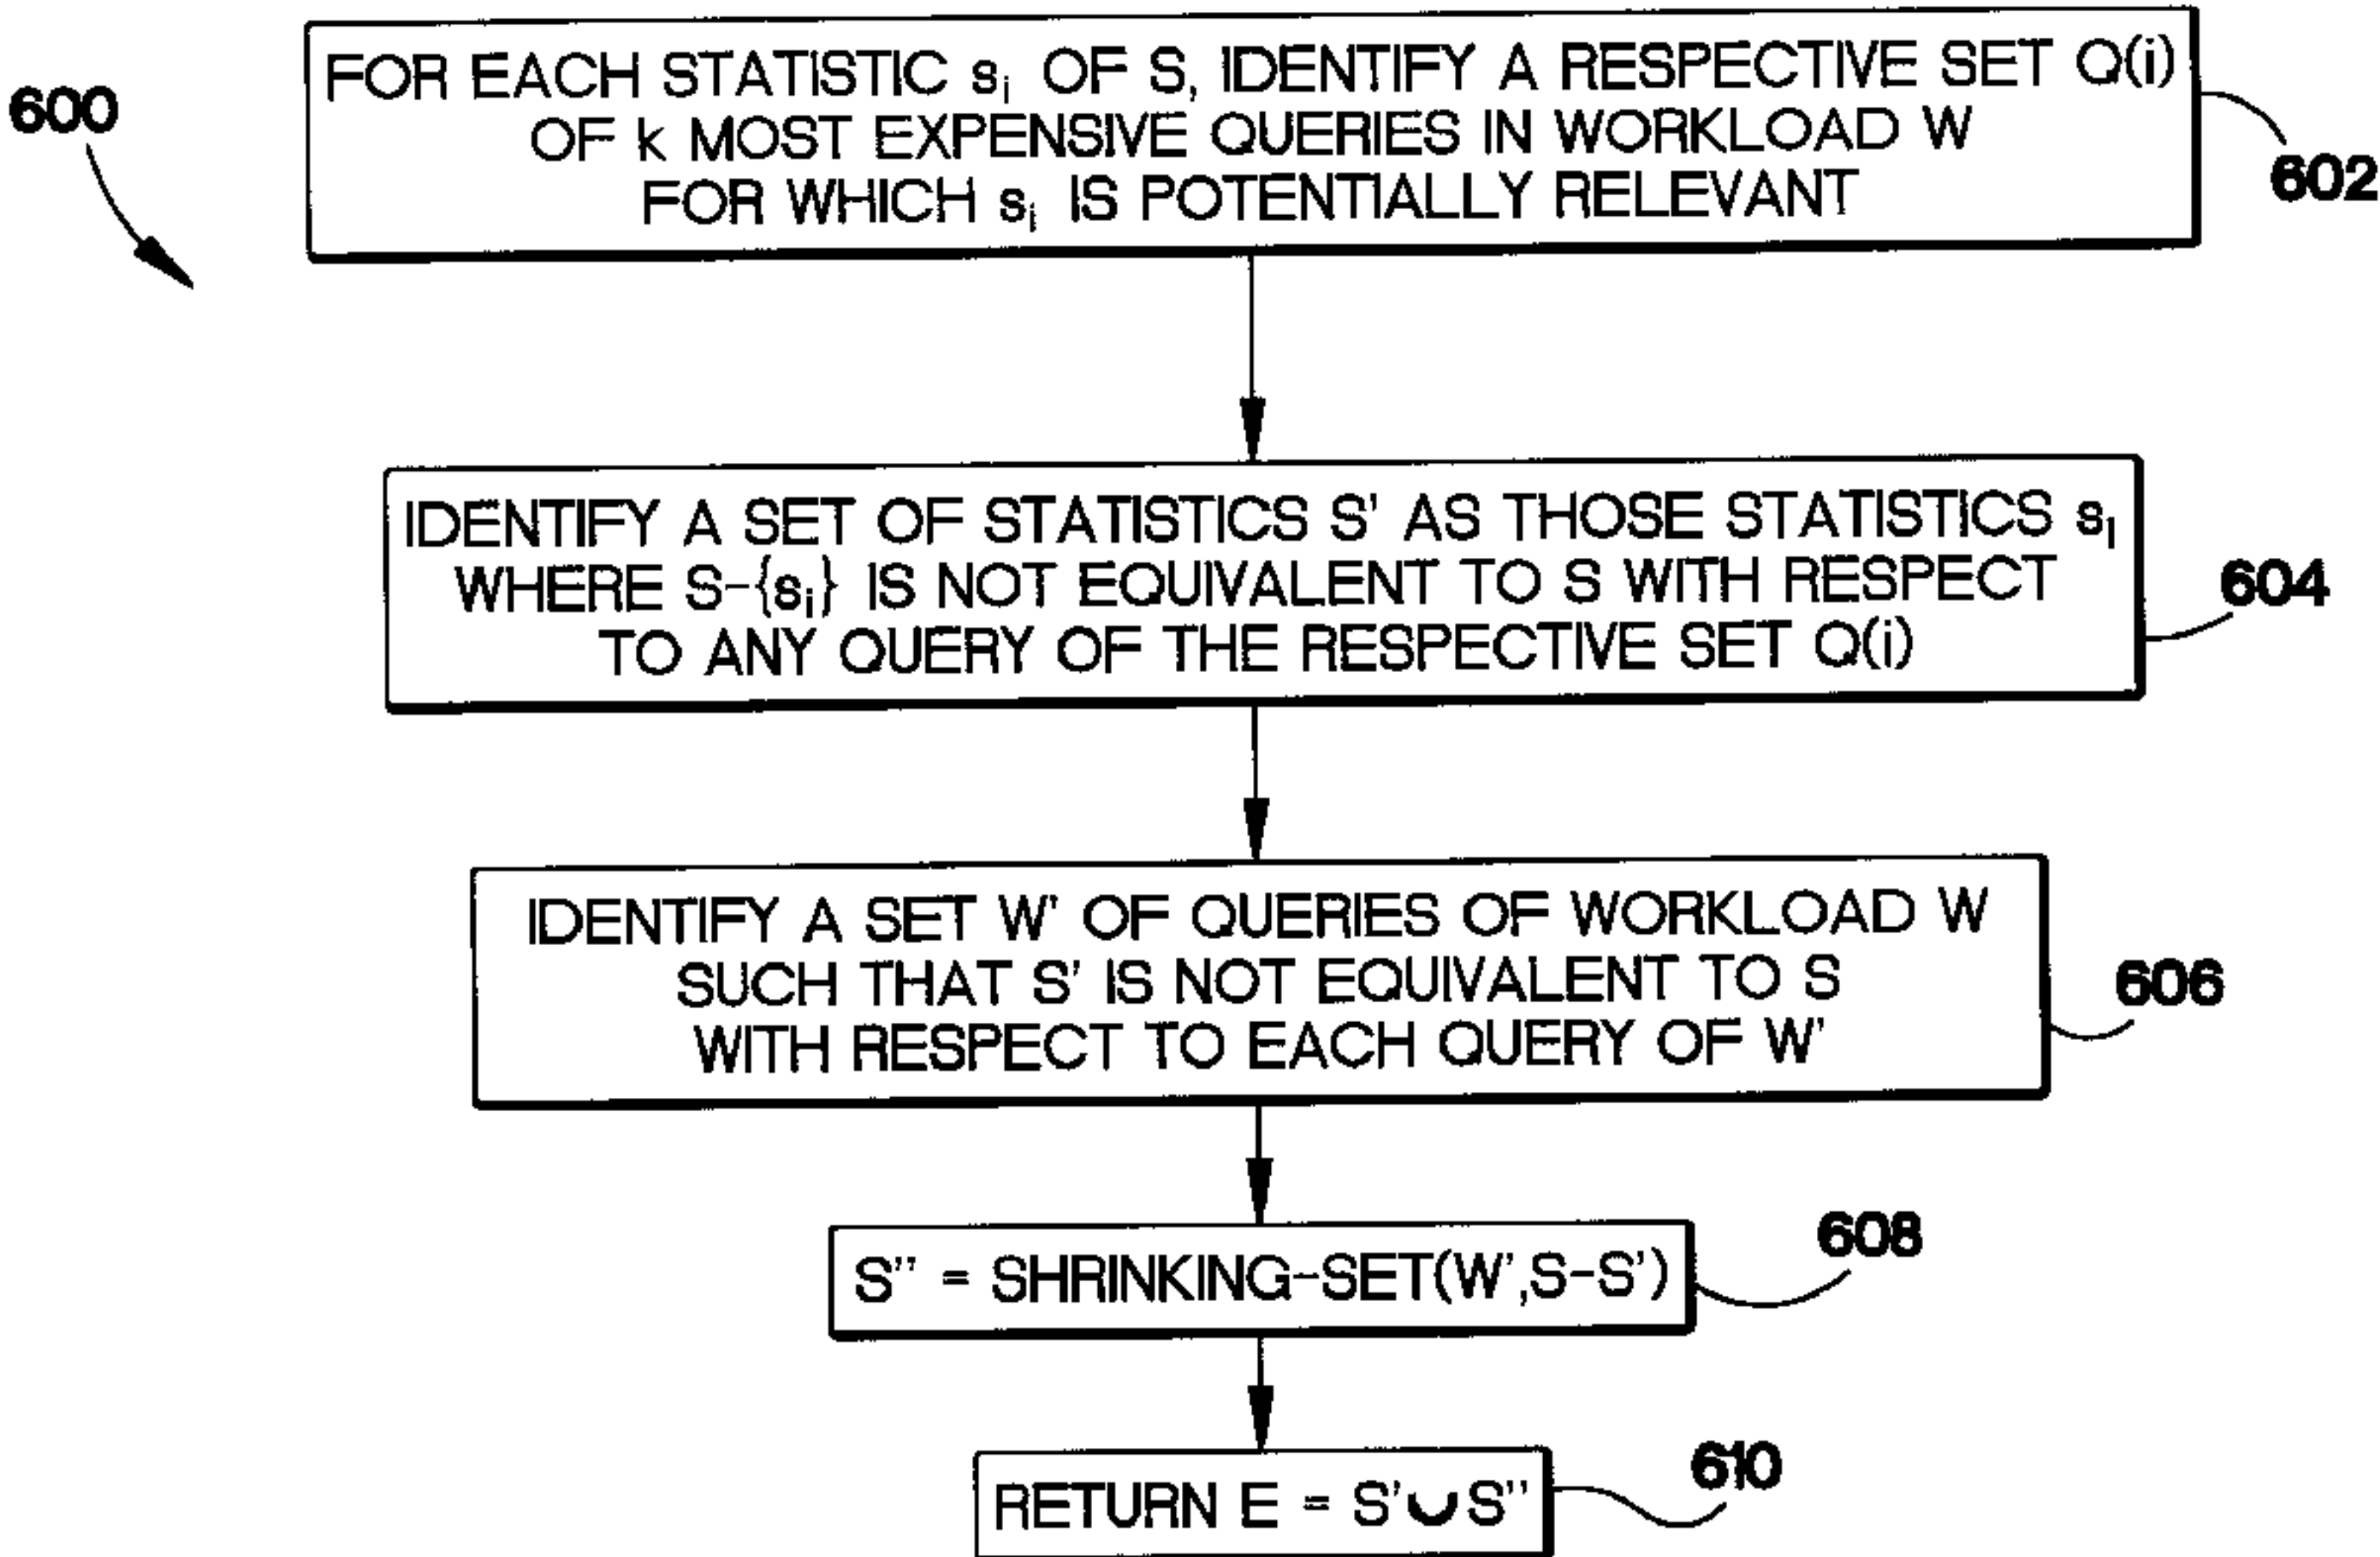 600
FOR EACH STATISTIC sᵢ OF S, IDENTIFY A RESPECTIVE SET Q(i)
OF k MOST EXPENSIVE QUERIES IN WORKLOAD W
FOR WHICH sᵢ IS POTENTIALLY RELEVANT
602
IDENTIFY A SET OF STATISTICS S' AS THOSE STATISTICS sᵢ
WHERE S-{sᵢ} IS NOT EQUIVALENT TO S WITH RESPECT
TO ANY QUERY OF THE RESPECTIVE SET Q(i)
604
IDENTIFY A SET W' OF QUERIES OF WORKLOAD W
SUCH THAT S' IS NOT EQUIVALENT TO S
WITH RESPECT TO EACH QUERY OF W'
606
S'' = SHRINKING-SET(W',S-S')
608
RETURN E = S'∪S''
610